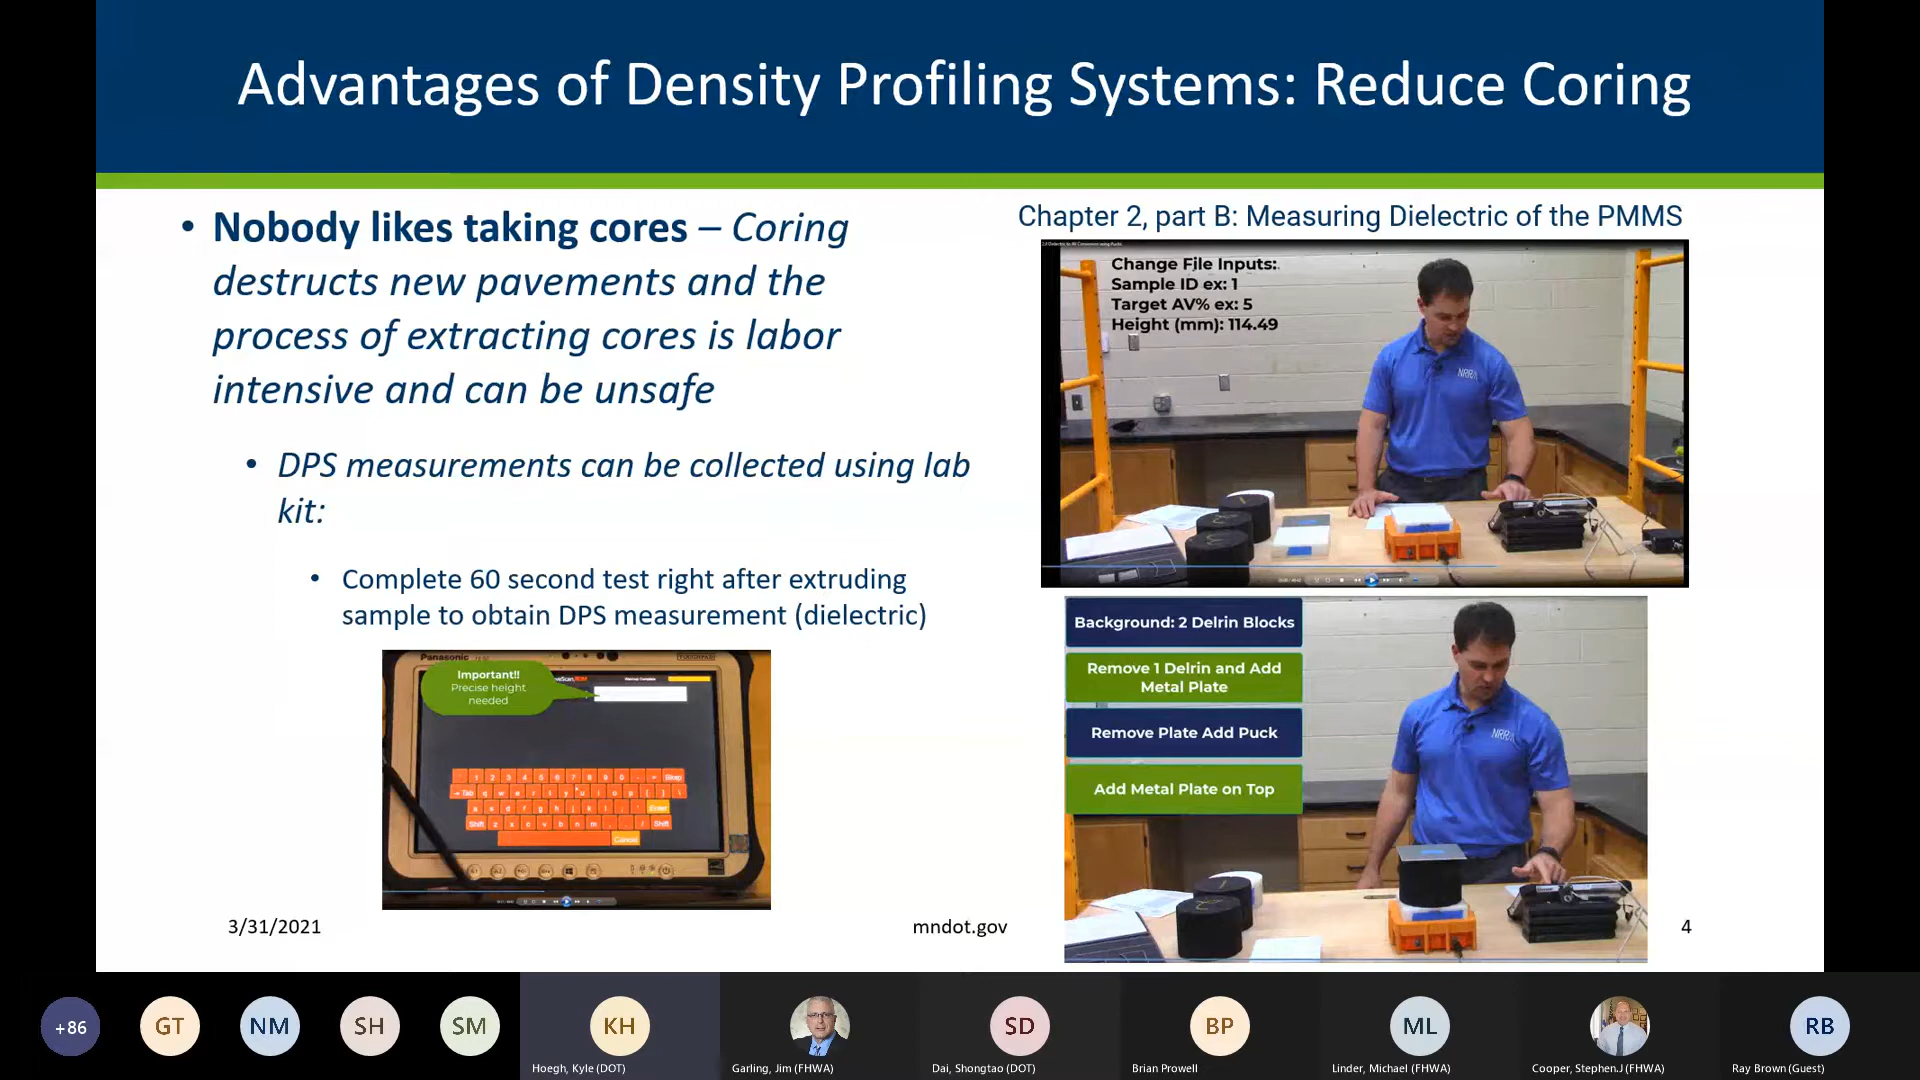 Advantages of Density Profiling Systems: Reduce Coring
• Nobody likes taking cores – Coring
destructs new pavements and the
process of extracting cores is labor
intensive and can be unsafe
• DPS measurements can be collected using lab
kit:
• Complete 60 second test right after extruding
sample to obtain DPS measurement (dielectric)
Panasonic
Important!!
Precise height
needed
Chapter 2, part B: Measuring Dielectric of the PMMS
Change File Inputs:
Sample ID ex: 1
Target AV% ex: 5
Height (mm): 114.49
Background: 2 Delrin Blocks
Remove 1 Delrin and Add
Metal Plate
Remove Plate Add Puck
Add Metal Plate on Top
3/31/2021
mndot.gov
4
+86
GT
NM
SH
SM
KH
SD
BP
ML
RB
Hoegh, Kyle (DOT)
Garling, Jim (FHWA)
Dai, Shongtao (DOT)
Brian Prowell
Linder, Michael (FHWA)
Cooper, Stephen.J (FHWA)
Ray Brown (Guest)